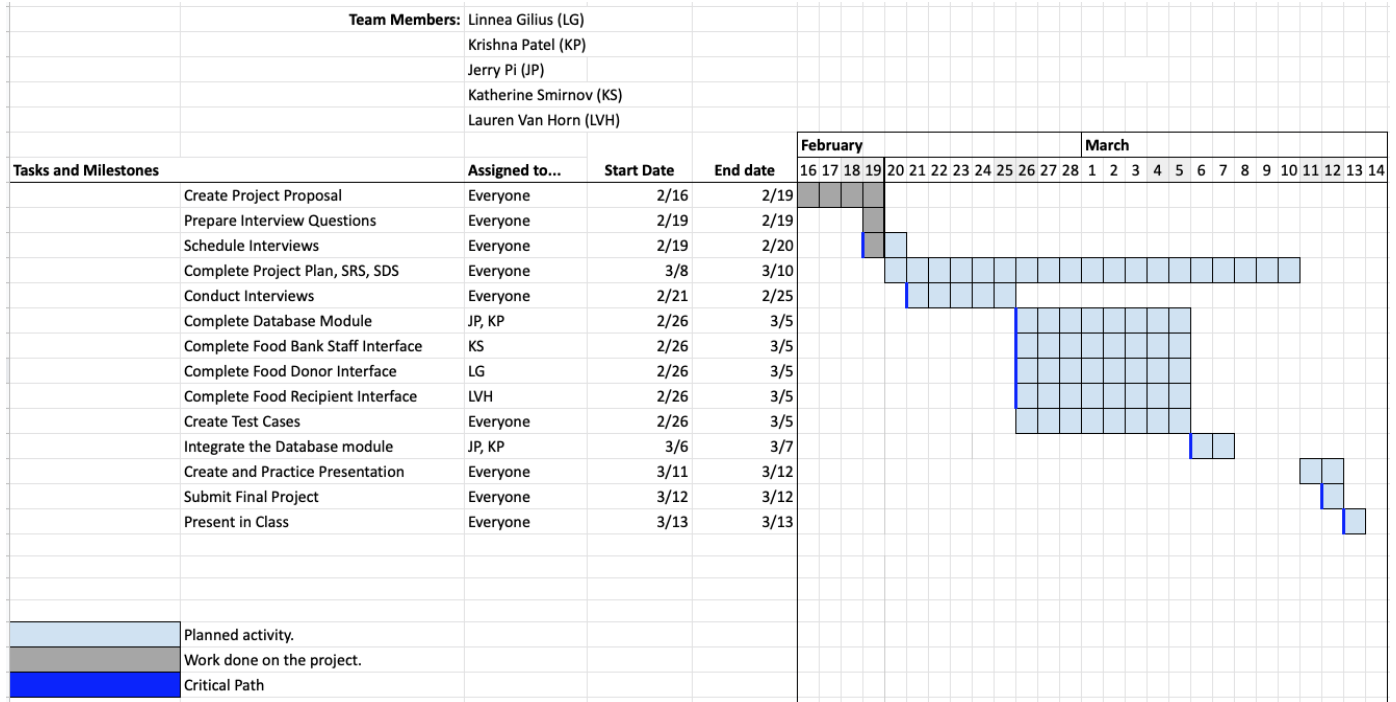 Team Members: Linnea Gilius (LG)
Krishna Patel (KP)
Jerry Pi (JP)
Katherine Smirnov (KS)
Lauren Van Horn (LVH)
February March
Tasks and Milestones Assigned to... Start Date End date 16 17 18 19 20 21 22 23 24 25 26 27 28 1 2 3 4 5 6 7 8 9 10 11 12 13 14
Create Project Proposal Everyone 2/16 2/19
Prepare Interview Questions Everyone 2/19 2/19
Schedule Interviews Everyone 2/19 2/20
Complete Project Plan, SRS, SDS Everyone 3/8 3/10
Conduct Interviews Everyone 2/21 2/25
Complete Database Module JP, KP 2/26 3/5
Complete Food Bank Staff Interface KS 2/26 3/5
Complete Food Donor Interface LG 2/26 3/5
Complete Food Recipient Interface LVH 2/26 3/5
Create Test Cases Everyone 2/26 3/5
Integrate the Database module JP, KP 3/6 3/7
Create and Practice Presentation Everyone 3/11 3/12
Submit Final Project Everyone 3/12 3/12
Present in Class Everyone 3/13 3/13
Planned activity.
Work done on the project.
Critical Path